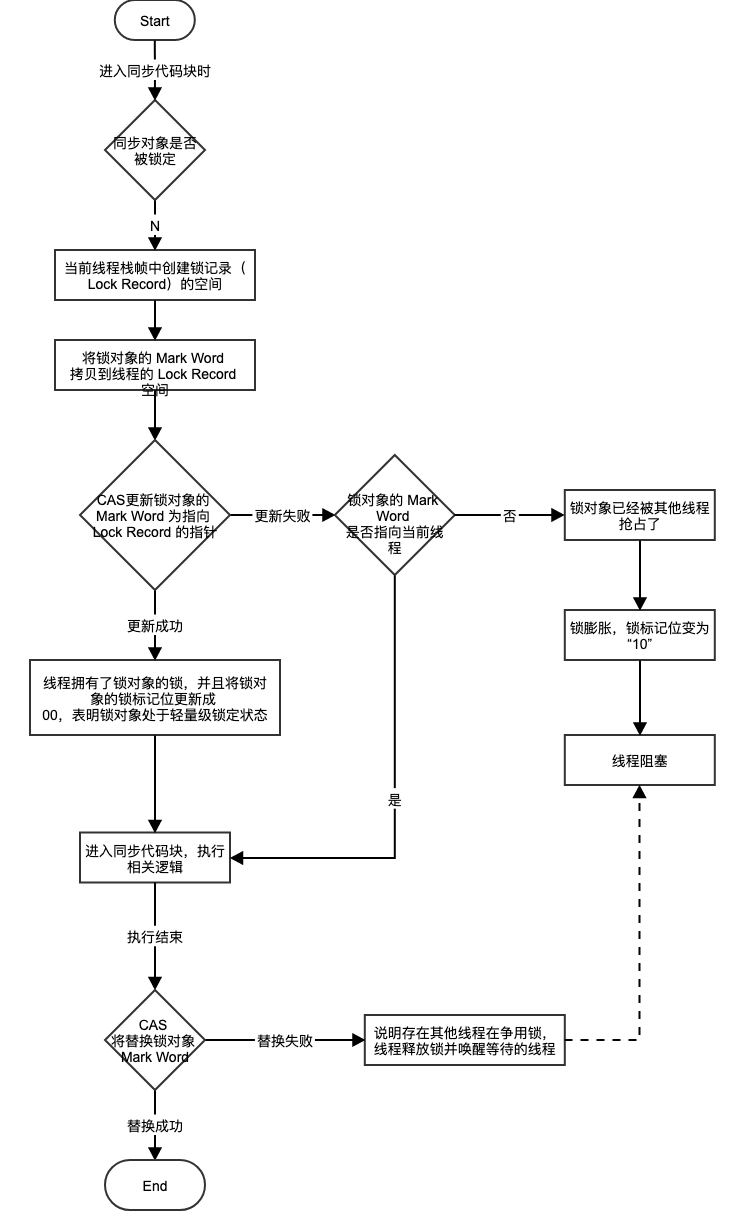 Start
进入同步代码块时
同步对象是否
被锁定
N
当前线程栈帧中创建锁记录（
Lock Record）的空间
将锁对象的 Mark Word
拷贝到线程的 Lock Record
空间
CAS更新锁对象的
Mark Word 为指向
Lock Record 的指针
更新失败
锁对象的 Mark
Word
是否指向当前线
程
否
锁对象已经被其他线程
抢占了
锁膨胀，锁标记位变为
“10”
线程阻塞
更新成功
线程拥有了锁对象的锁，并且将锁对
象的锁标记位更新成
00，表明锁对象处于轻量级锁定状态
是
进入同步代码块，执行
相关逻辑
执行结束
CAS
将替换锁对象
Mark Word
替换失败
说明存在其他线程在争用锁，
线程释放锁并唤醒等待的线程
替换成功
End